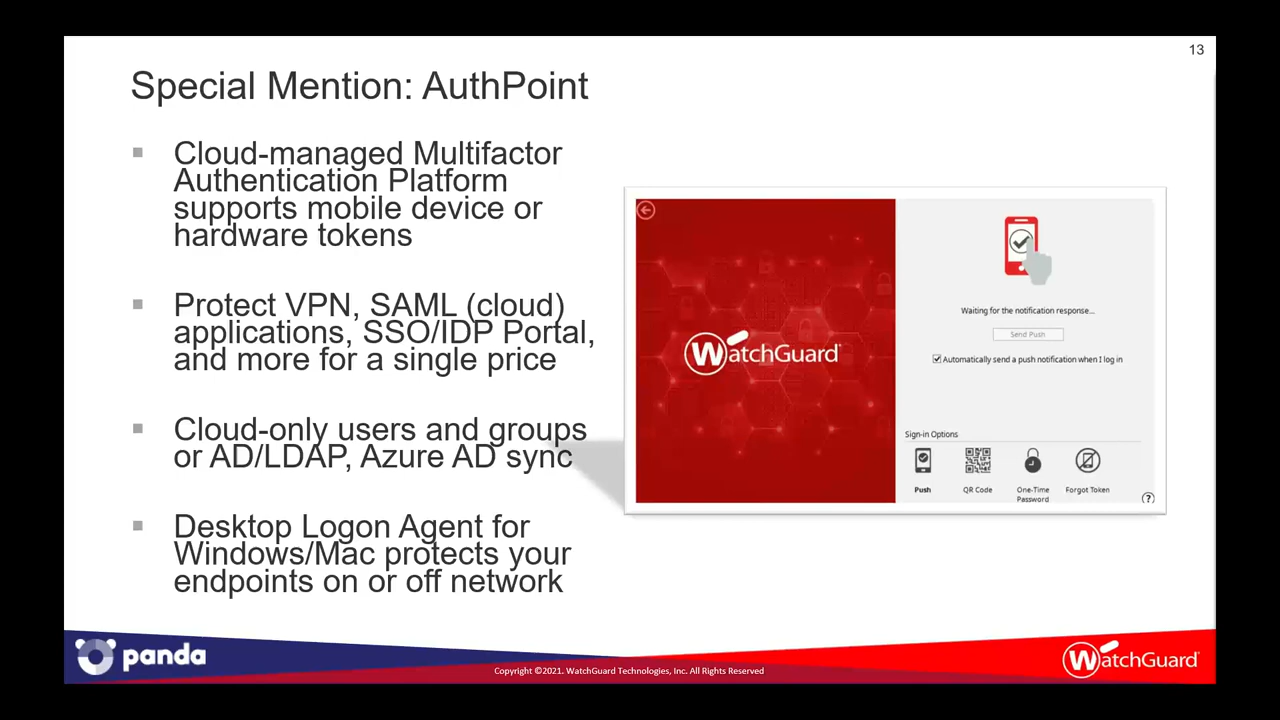 13
Special Mention: AuthPoint
Cloud-managed Multifactor
Authentication Platform
supports mobile device or
hardware tokens
Protect VPN, SAML (cloud)
applications, SSO/IDP Portal,
and more for a single price
Cloud-only users and groups
or AD/LDAP, Azure AD sync
Desktop Logon Agent for
Windows/Mac protects your
endpoints on or off network
WatchGuard
Waiting for the notification response...
Send Push
Automatically send a push notification when I log in
Sign-in Options
Push
QR Code
One-Time
Password
Forgot Token
?
panda
Copyright ©2021. WatchGuard Technologies, Inc. All Rights Reserved
WatchGuard